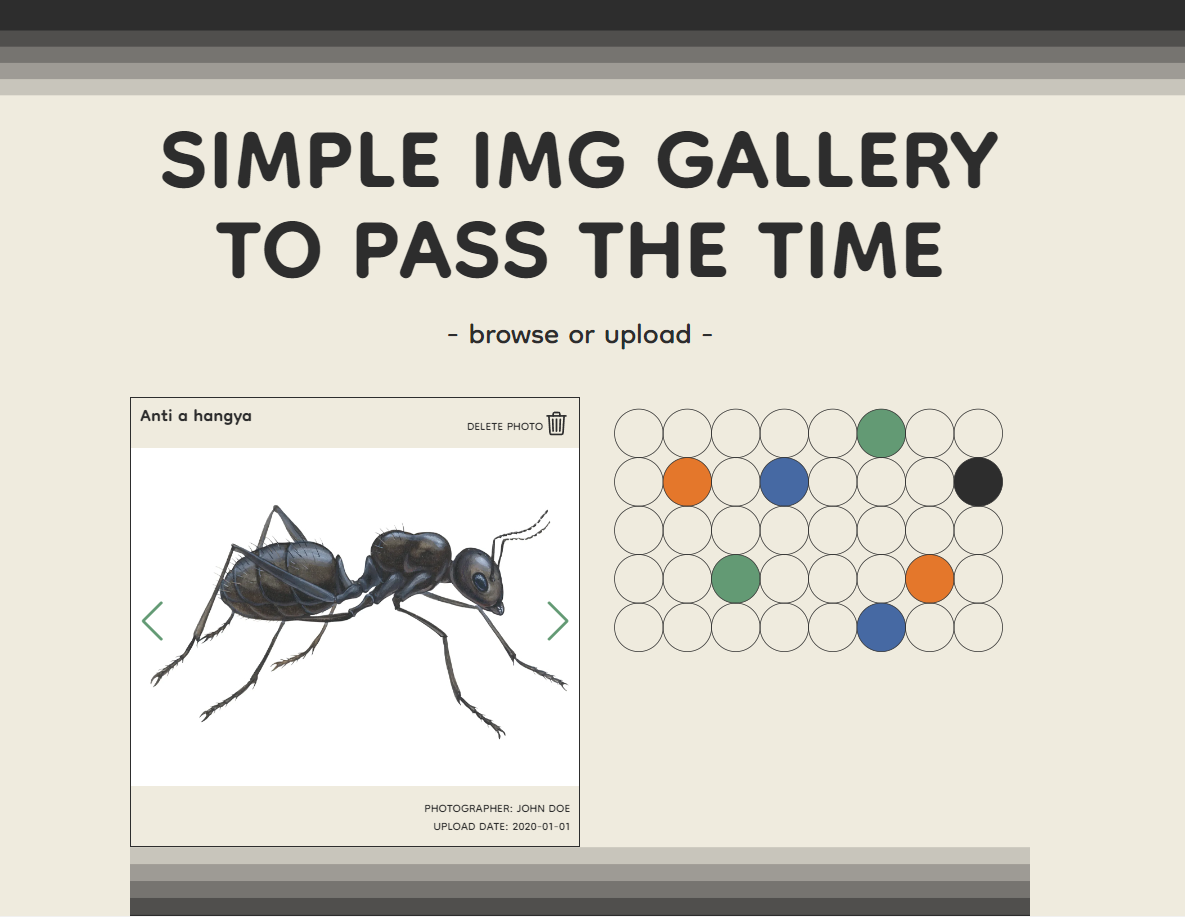 SIMPLE IMG GALLERY
TO PASS THE TIME
- browse or upload -
Anti a hangya
DELETE PHOTO
PHOTOGRAPHER: JOHN DOE
UPLOAD DATE: 2020-01-01